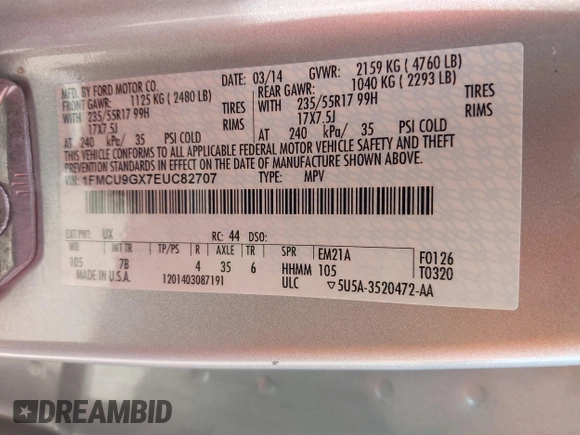 MFD. BY FORD MOTOR CO. DATE: 03/14 GVWR: 2159 KG ( 4760 LB)
FRONT GAWR: 1125 KG ( 2480 LB) REAR GAWR: 1040 KG ( 2293 LB)
WITH 235/55R17 99H TIRES WITH 235/55R17 99H TIRES
17X7.5J RIMS 17X7.5J RIMS
AT 240 kPa/ 35 PSI COLD AT 240 kPa/ 35 PSI COLD
THIS VEHICLE CONFORMS TO ALL APPLICABLE FEDERAL MOTOR VEHICLE SAFETY AND THEFT
PREVENTION STANDARDS IN EFFECT ON THE DATE OF MANUFACTURE SHOWN ABOVE.
VIN: 1FMCU9GX7EUC82707 TYPE: MPV
EXT PNT: UX RC: 44 DSO:
WB INT TR TP/PS R AXLE TR SPR EM21A F0126
105 7B 4 35 6 HHMM 105 T0320
MADE IN U.S.A. 1201403087191 ULC ▽5U5A-3520472-AA
DREAMBID